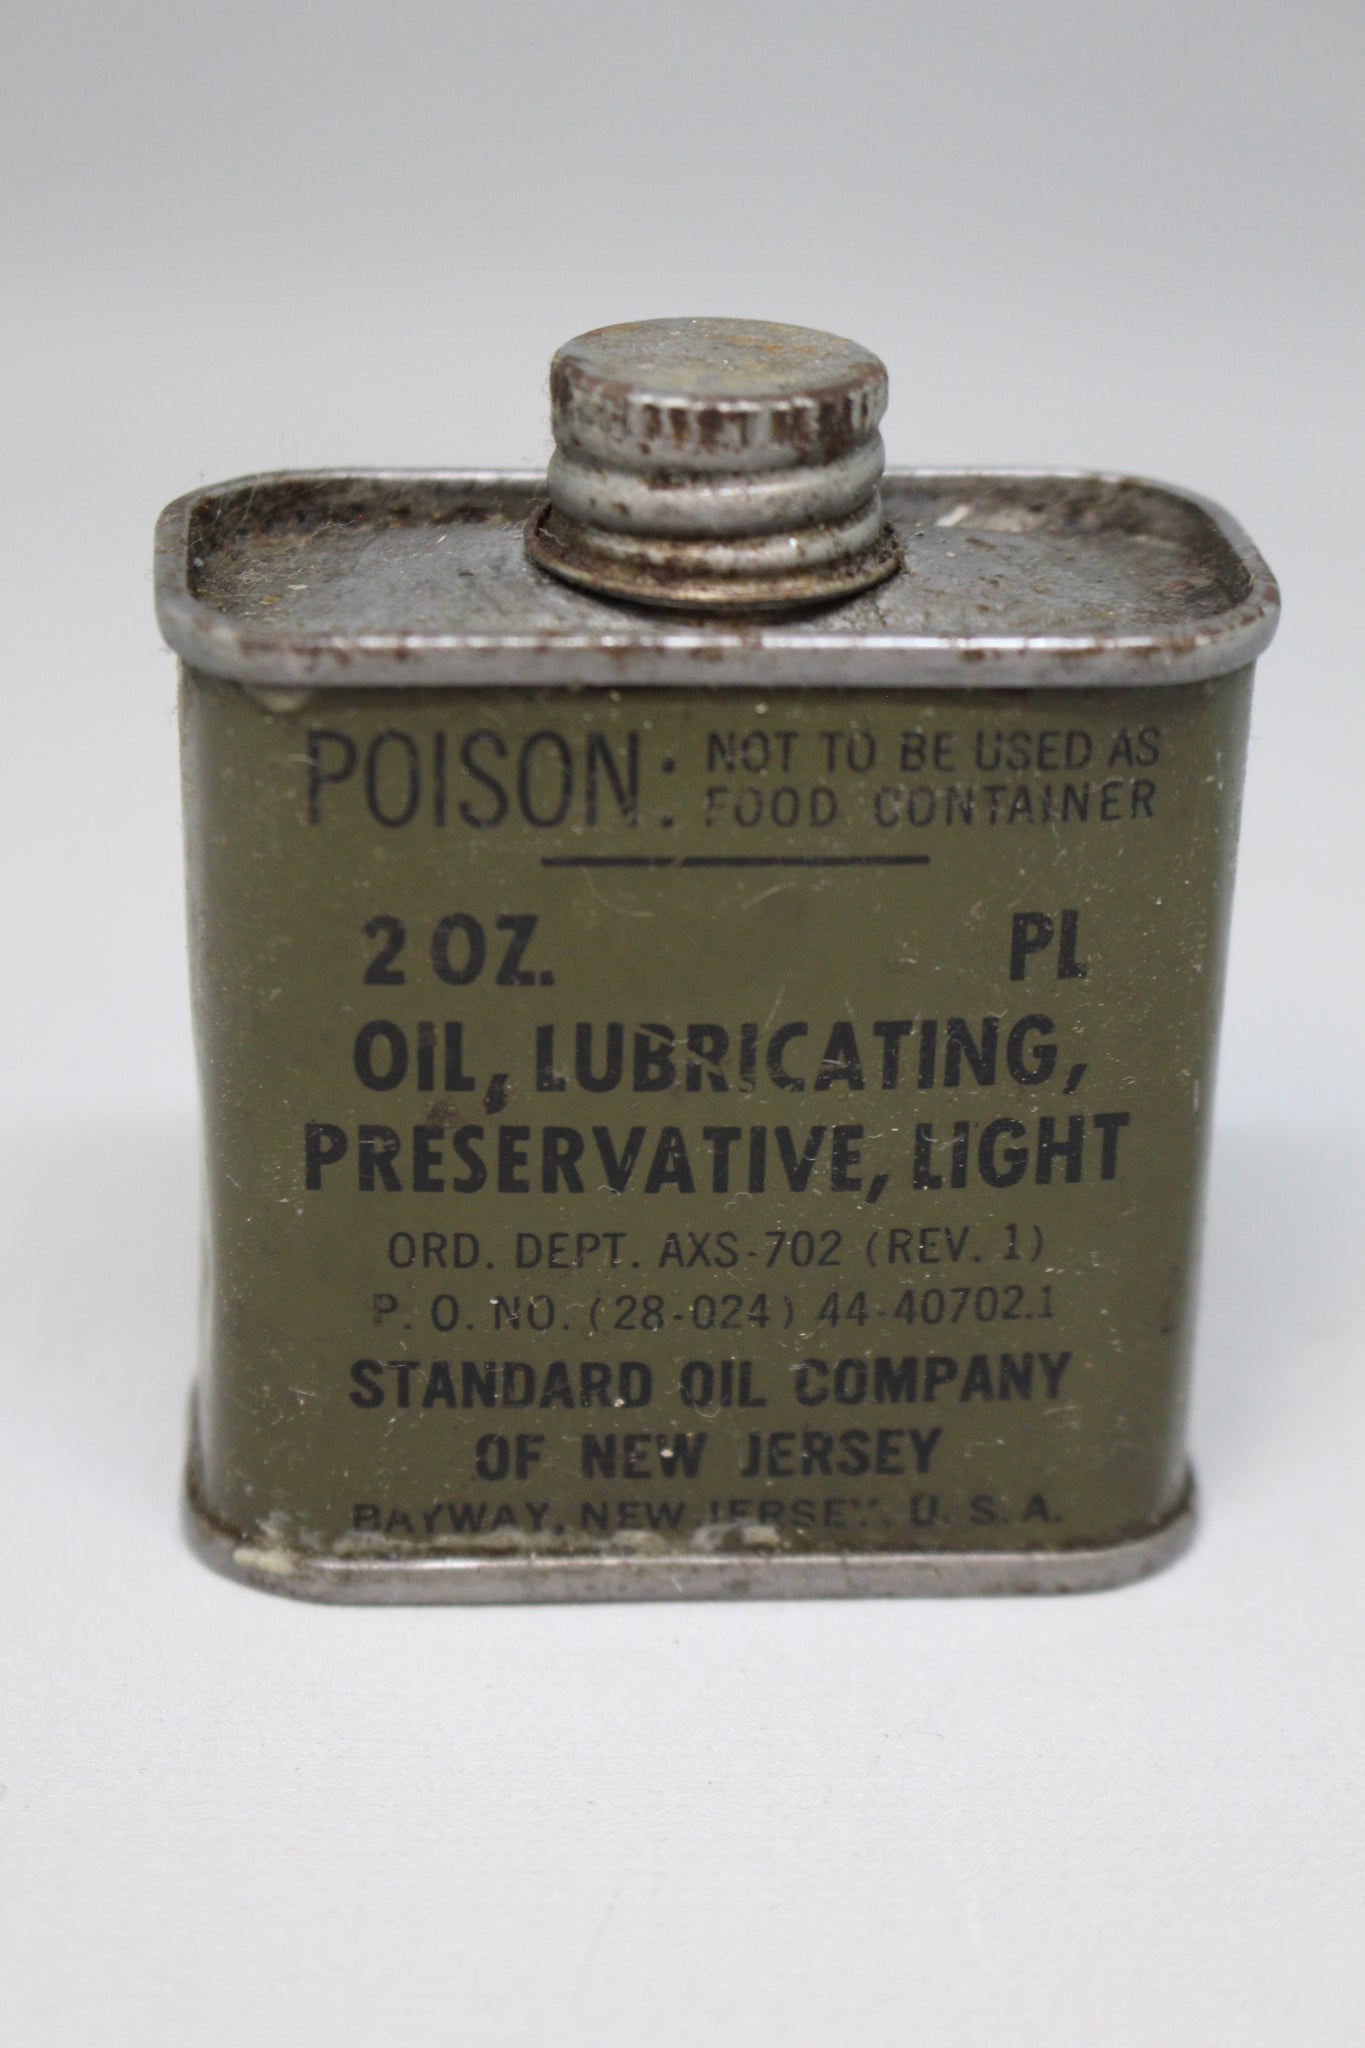 POISON: NOT TO BE USED AS
FOOD CONTAINER
2 OZ. PL
OIL, LUBRICATING,
PRESERVATIVE, LIGHT
ORD. DEPT. AXS-702 (REV. 1)
P. O. NO. (28-024) 44-40702.1
STANDARD OIL COMPANY
OF NEW JERSEY
BAYWAY, NEW JERSEY, U. S. A.